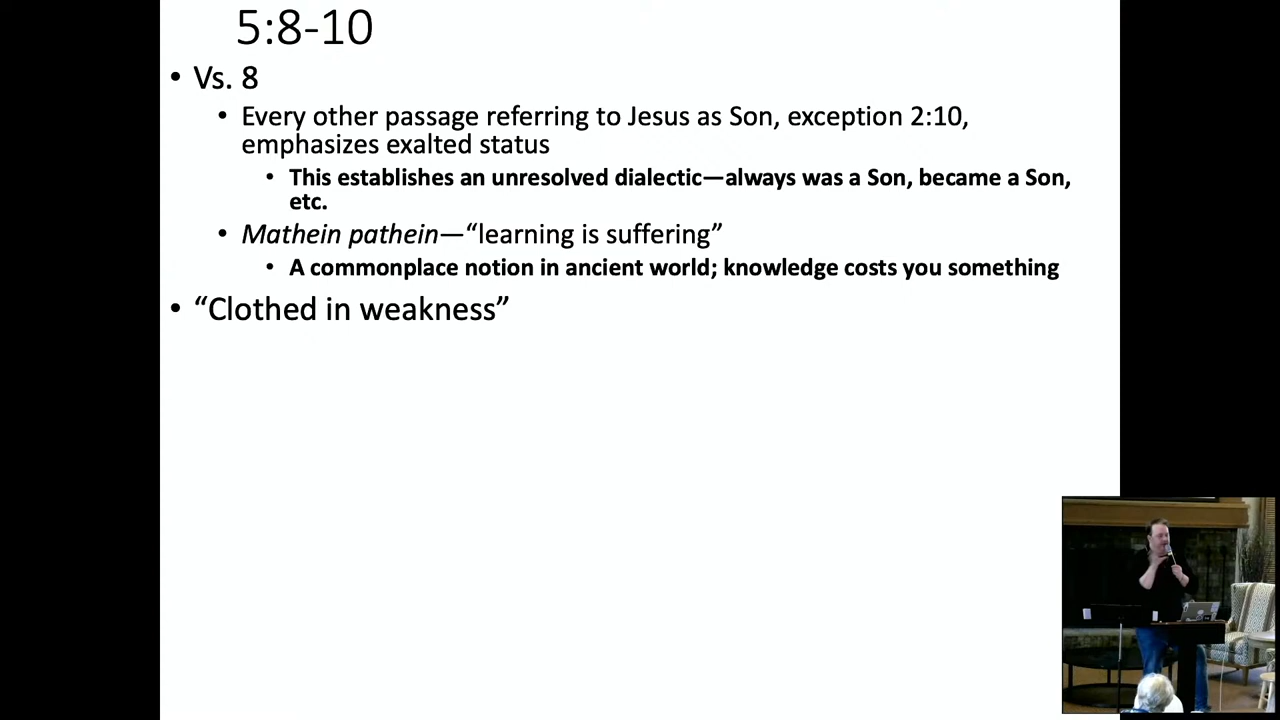 5:8-10
• Vs. 8
• Every other passage referring to Jesus as Son, exception 2:10,
emphasizes exalted status
• This establishes an unresolved dialectic—always was a Son, became a Son,
etc.
• Mathein pathein—“learning is suffering”
• A commonplace notion in ancient world; knowledge costs you something
• “Clothed in weakness”